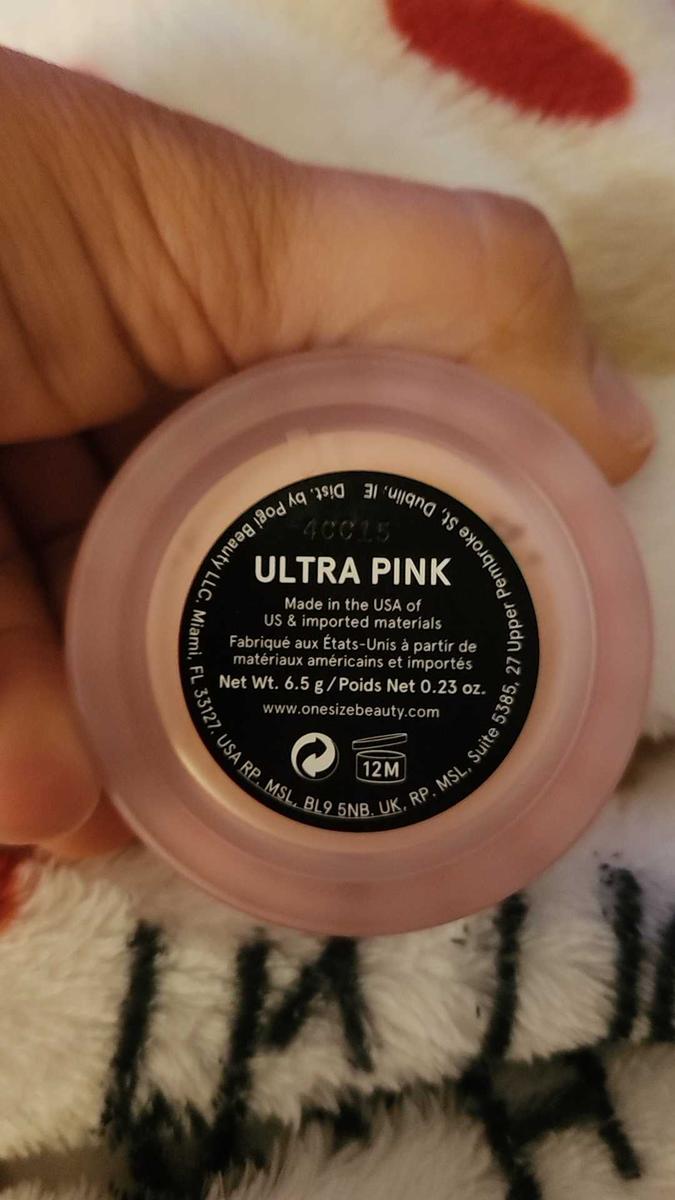 4CC15
ULTRA PINK
Made in the USA of
US & imported materials
Fabriqué aux États-Unis à partir de
matériaux américains et importés
Net Wt. 6.5 g/Poids Net 0.23 oz.
www.onesizebeauty.com
12M
Dist. by Pogi Beauty LLC. Miami, FL 33127. USA RP. MSL, BL9 5NB. UK. RP. MSL, Suite 5385, 27 Upper Pembroke St, Dublin. IE